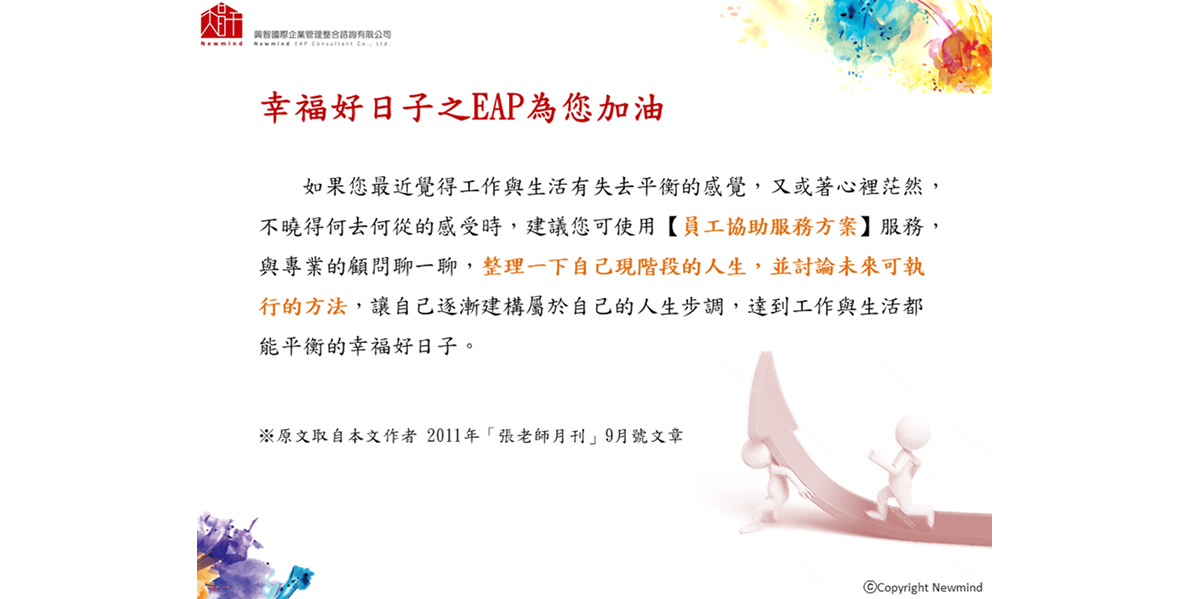 Newmind
興智國際企業管理整合諮詢有限公司
Newmind EAP Consultant Co., Ltd.
幸福好日子之EAP為您加油
如果您最近覺得工作與生活有失去平衡的感覺，又或著心裡茫然，
不曉得何去何從的感受時，建議您可使用【員工協助服務方案】服務，
與專業的顧問聊一聊，整理一下自己現階段的人生，並討論未來可執
行的方法，讓自己逐漸建構屬於自己的人生步調，達到工作與生活都
能平衡的幸福好日子。
※原文取自本文作者 2011年「張老師月刊」9月號文章
ⓒCopyright Newmind